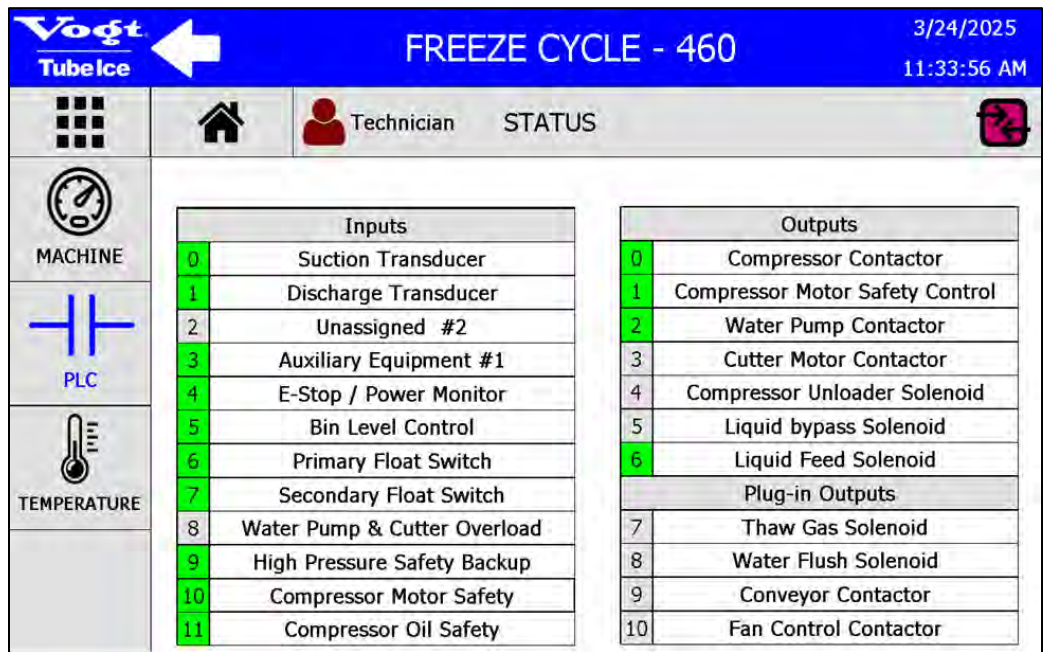 Vogt
TubeIce
FREEZE CYCLE - 460
3/24/2025
11:33:56 AM
Technician
STATUS
MACHINE
PLC
TEMPERATURE
Inputs
0 Suction Transducer
1 Discharge Transducer
2 Unassigned #2
3 Auxiliary Equipment #1
4 E-Stop / Power Monitor
5 Bin Level Control
6 Primary Float Switch
7 Secondary Float Switch
8 Water Pump & Cutter Overload
9 High Pressure Safety Backup
10 Compressor Motor Safety
11 Compressor Oil Safety
Outputs
0 Compressor Contactor
1 Compressor Motor Safety Control
2 Water Pump Contactor
3 Cutter Motor Contactor
4 Compressor Unloader Solenoid
5 Liquid bypass Solenoid
6 Liquid Feed Solenoid
Plug-in Outputs
7 Thaw Gas Solenoid
8 Water Flush Solenoid
9 Conveyor Contactor
10 Fan Control Contactor